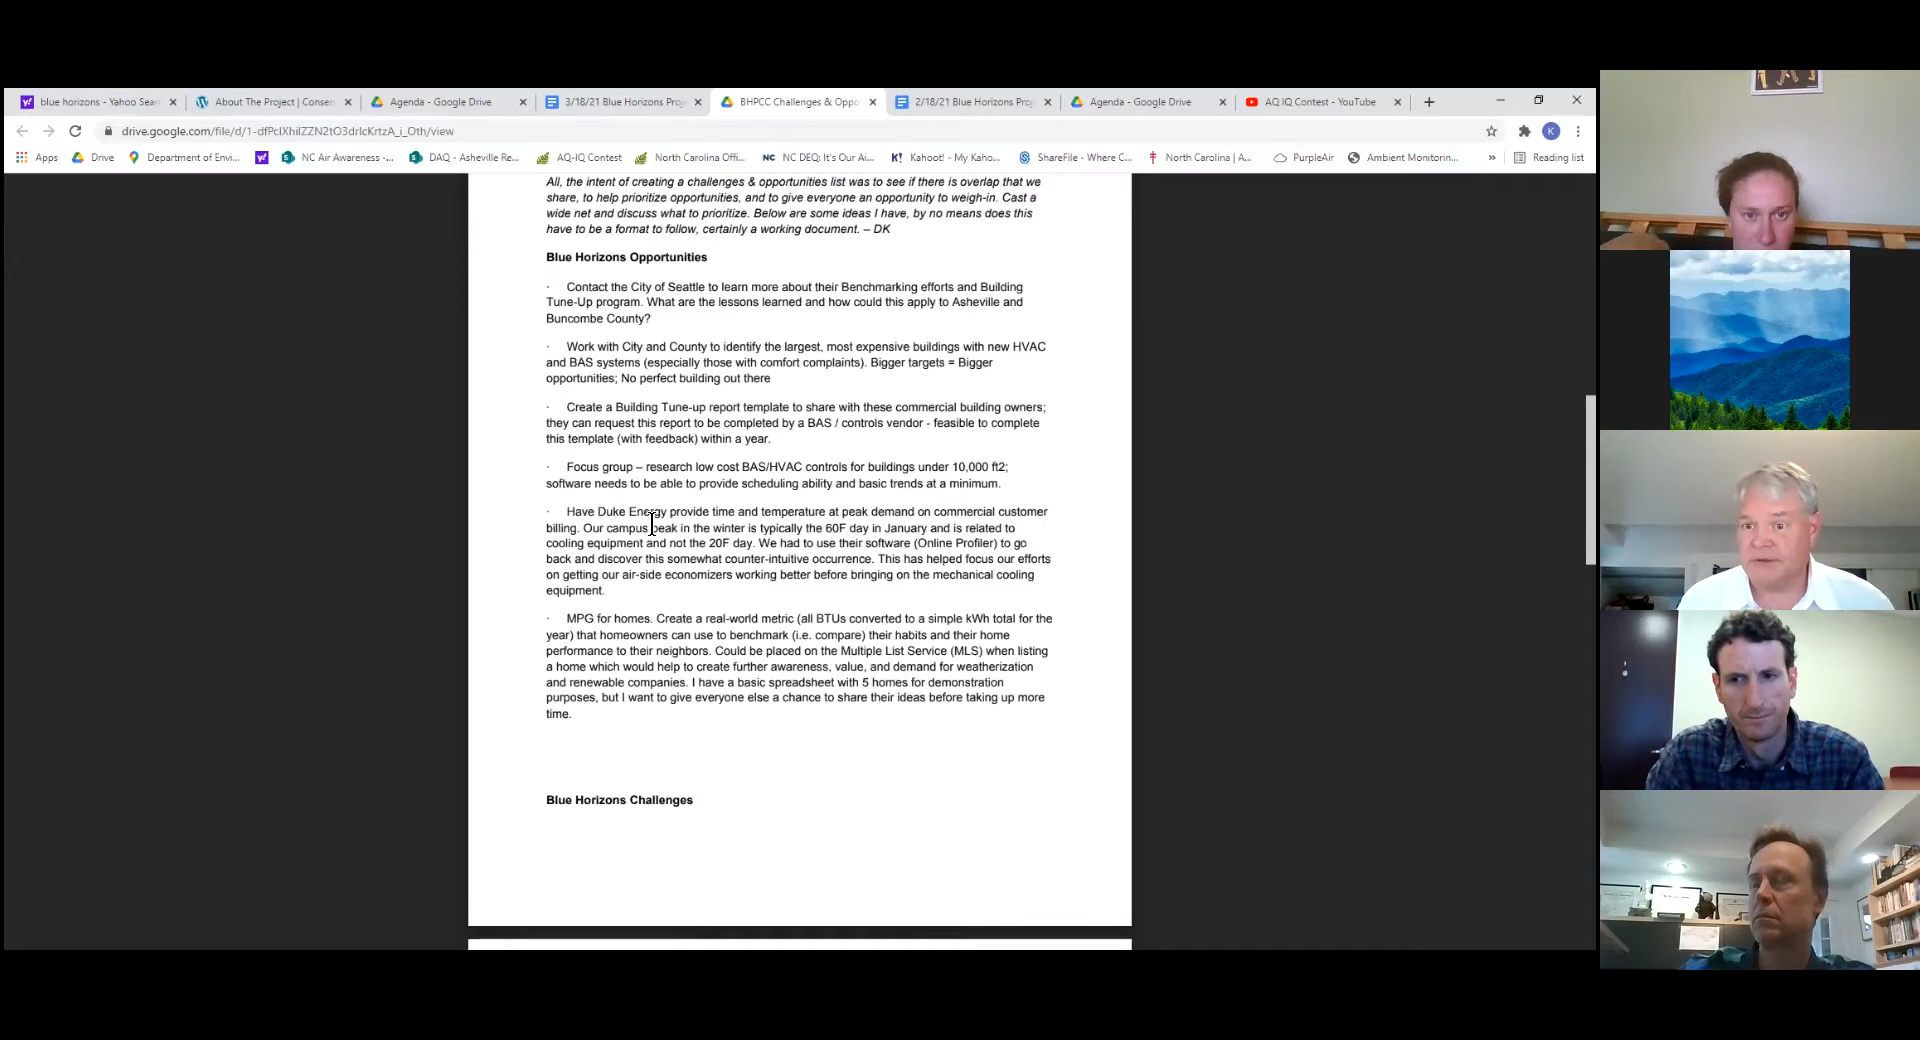 blue horizons - Yahoo Sear
About The Project | Conser
Agenda - Google Drive
3/18/21 Blue Horizons Proj
BHPCC Challenges & Oppo
2/18/21 Blue Horizons Proj
Agenda - Google Drive
AQ IQ Contest - YouTube
Apps
Drive
Department of Envi...
NC Air Awareness -...
DAQ - Asheville Re...
AQ-IQ Contest
North Carolina Offi...
NC DEQ: It's Our Ai...
Kahoot! - My Kaho...
ShareFile - Where C...
North Carolina | A...
PurpleAir
Ambient Monitorin...
Reading list
All, the intent of creating a challenges & opportunities list was to see if there is overlap that we
share, to help prioritize opportunities, and to give everyone an opportunity to weigh-in. Cast a
wide net and discuss what to prioritize. Below are some ideas I have, by no means does this
have to be a format to follow, certainly a working document. – DK
Blue Horizons Opportunities
· Contact the City of Seattle to learn more about their Benchmarking efforts and Building
Tune-Up program. What are the lessons learned and how could this apply to Asheville and
Buncombe County?
· Work with City and County to identify the largest, most expensive buildings with new HVAC
and BAS systems (especially those with comfort complaints). Bigger targets = Bigger
opportunities; No perfect building out there
· Create a Building Tune-up report template to share with these commercial building owners;
they can request this report to be completed by a BAS / controls vendor - feasible to complete
this template (with feedback) within a year.
· Focus group – research low cost BAS/HVAC controls for buildings under 10,000 ft2;
software needs to be able to provide scheduling ability and basic trends at a minimum.
· Have Duke Energy provide time and temperature at peak demand on commercial customer
billing. Our campus peak in the winter is typically the 60F day in January and is related to
cooling equipment and not the 20F day. We had to use their software (Online Profiler) to go
back and discover this somewhat counter-intuitive occurrence. This has helped focus our efforts
on getting our air-side economizers working better before bringing on the mechanical cooling
equipment.
· MPG for homes. Create a real-world metric (all BTUs converted to a simple kWh total for the
year) that homeowners can use to benchmark (i.e. compare) their habits and their home
performance to their neighbors. Could be placed on the Multiple List Service (MLS) when listing
a home which would help to create further awareness, value, and demand for weatherization
and renewable companies. I have a basic spreadsheet with 5 homes for demonstration
purposes, but I want to give everyone else a chance to share their ideas before taking up more
time.
Blue Horizons Challenges